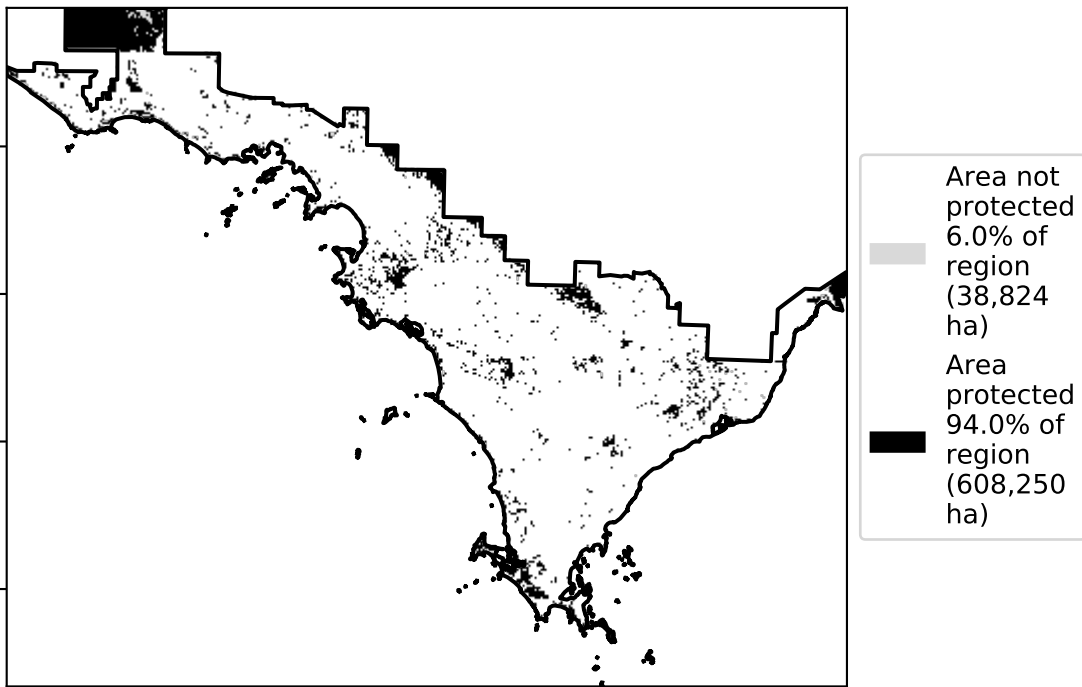 Area not
protected
6.0% of
region
(38,824
ha)
Area
protected
94.0% of
region
(608,250
ha)